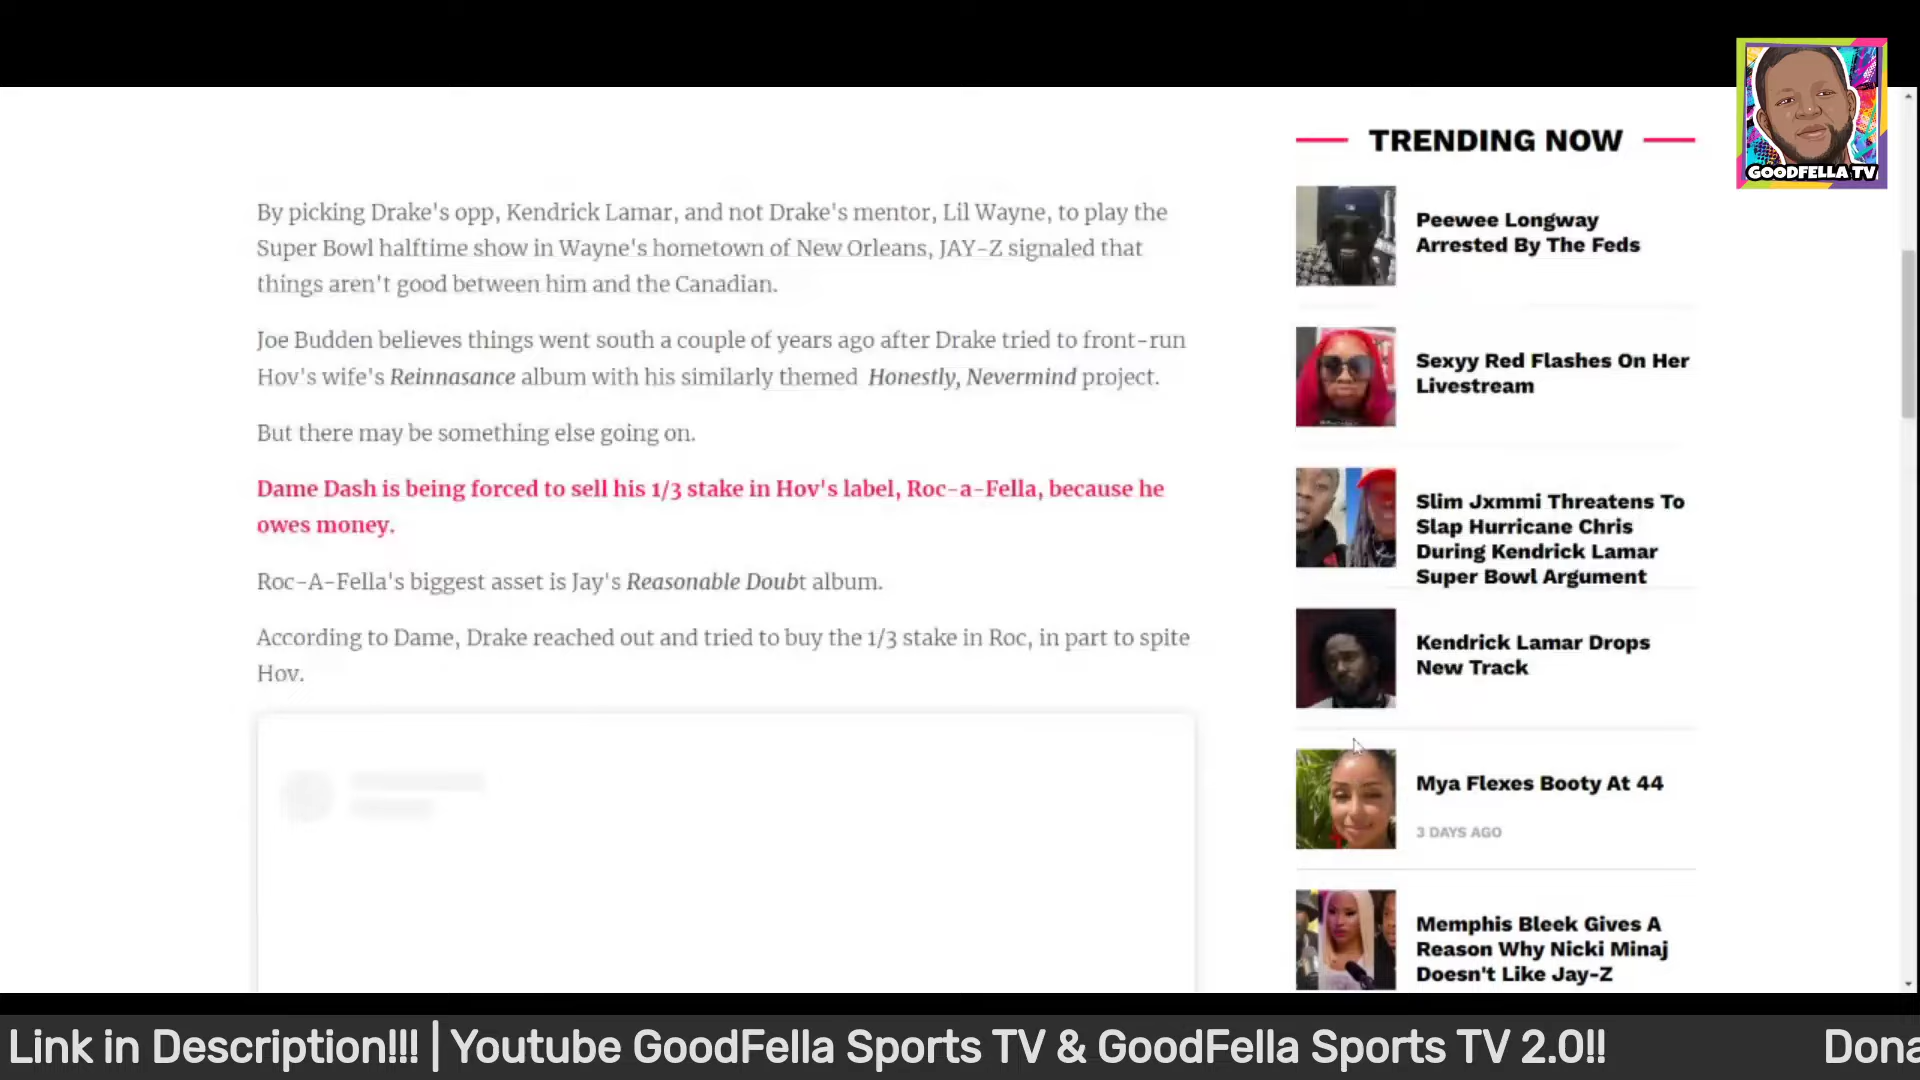 GOODFELLA TV
By picking Drake's opp, Kendrick Lamar, and not Drake's mentor, Lil Wayne, to play the
Super Bowl halftime show in Wayne's hometown of New Orleans, JAY-Z signaled that
things aren't good between him and the Canadian.
Joe Budden believes things went south a couple of years ago after Drake tried to front-run
Hov's wife's Reinnasance album with his similarly themed Honestly, Nevermind project.
But there may be something else going on.
Dame Dash is being forced to sell his 1/3 stake in Hov's label, Roc-a-Fella, because he
owes money.
Roc-A-Fella's biggest asset is Jay's Reasonable Doubt album.
According to Dame, Drake reached out and tried to buy the 1/3 stake in Roc, in part to spite
Hov.
TRENDING NOW
Peewee Longway
Arrested By The Feds
Sexyy Red Flashes On Her
Livestream
Slim Jxmmi Threatens To
Slap Hurricane Chris
During Kendrick Lamar
Super Bowl Argument
Kendrick Lamar Drops
New Track
Mya Flexes Booty At 44
3 DAYS AGO
Memphis Bleek Gives A
Reason Why Nicki Minaj
Doesn't Like Jay-Z
Link in Description!!! | Youtube GoodFella Sports TV & GoodFella Sports TV 2.0!! Dona